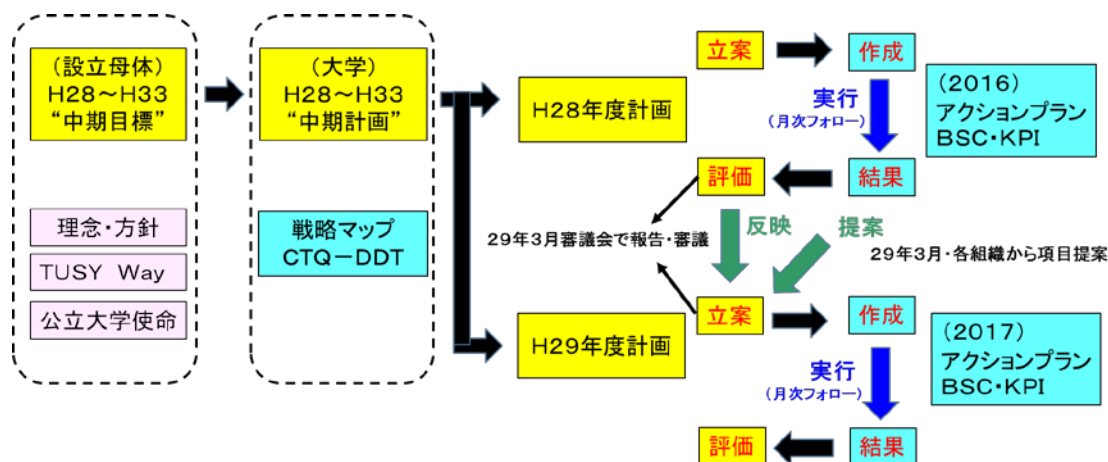 (設立母体)
H28～H33
“中期目標”
理念・方針
TUSY Way
公立大学使命
(大学)
H28～H33
“中期計画”
戦略マップ
CTQ－DDT
H28年度計画
立案
作成
実行
(月次フォロー)
(2016)
アクションプラン
BSC・KPI
評価
結果
29年3月審議会で報告・審議
反映
提案
29年3月・各組織から項目提案
H29年度計画
立案
作成
実行
(月次フォロー)
(2017)
アクションプラン
BSC・KPI
評価
結果